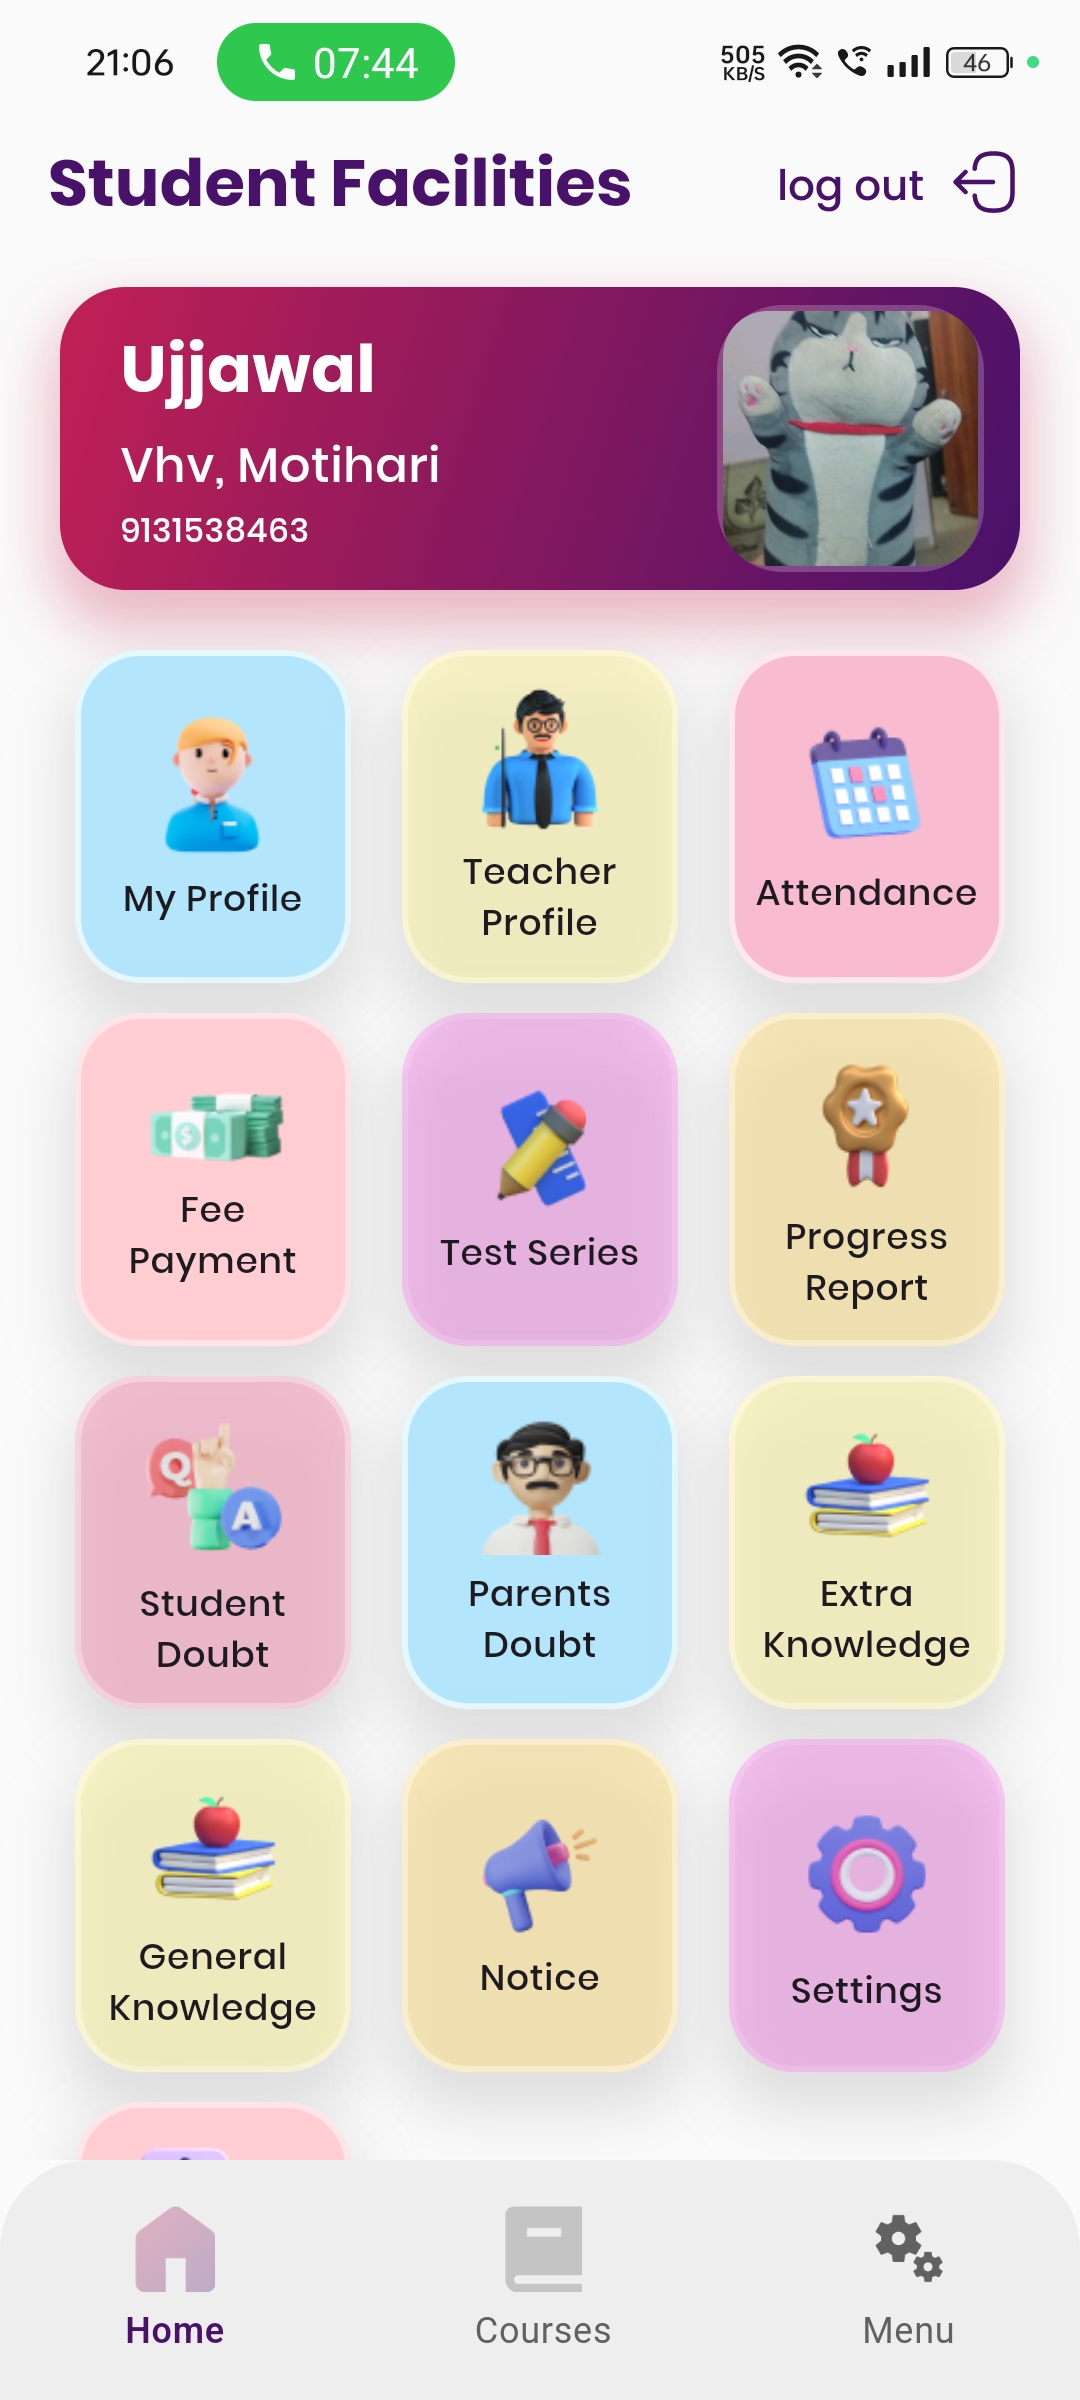 21:06
07:44
505
KB/S
46
Student Facilities
log out
Ujjawal
Vhv, Motihari
9131538463
My Profile
Teacher
Profile
Attendance
Fee
Payment
Test Series
Progress
Report
Q
A
Student
Doubt
Parents
Doubt
Extra
Knowledge
General
Knowledge
Notice
Settings
Home
Courses
Menu